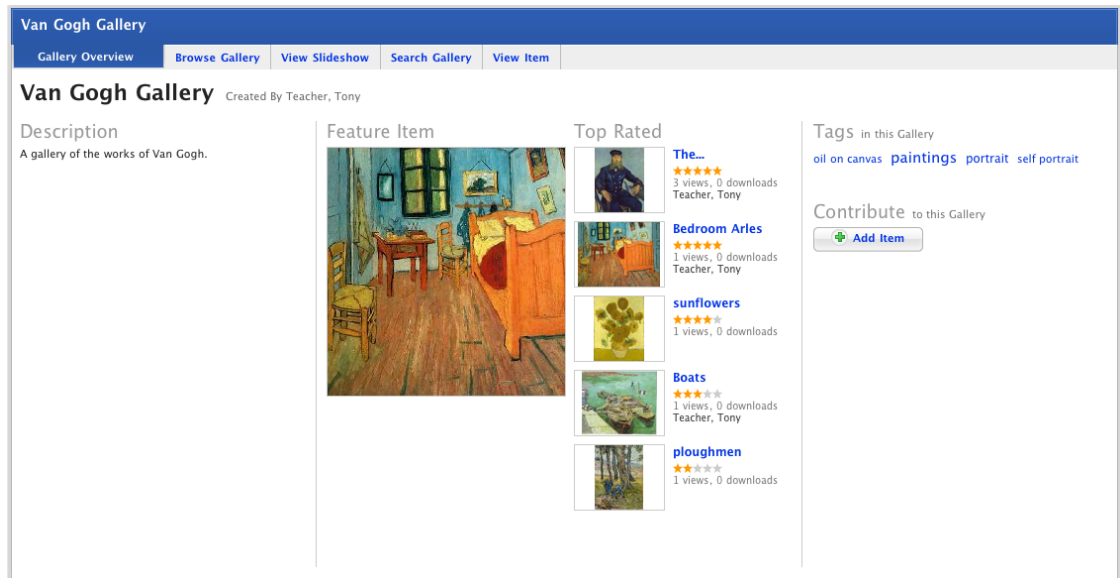 Van Gogh Gallery
Gallery Overview
Browse Gallery
View Slideshow
Search Gallery
View Item
Van Gogh Gallery Created By Teacher, Tony
Description
A gallery of the works of Van Gogh.
Feature Item
Top Rated
The...
3 views, 0 downloads
Teacher, Tony
Bedroom Arles
1 views, 0 downloads
Teacher, Tony
sunflowers
1 views, 0 downloads
Boats
1 views, 0 downloads
Teacher, Tony
ploughmen
1 views, 0 downloads
Tags in this Gallery
oil on canvas paintings portrait self portrait
Contribute to this Gallery
Add Item